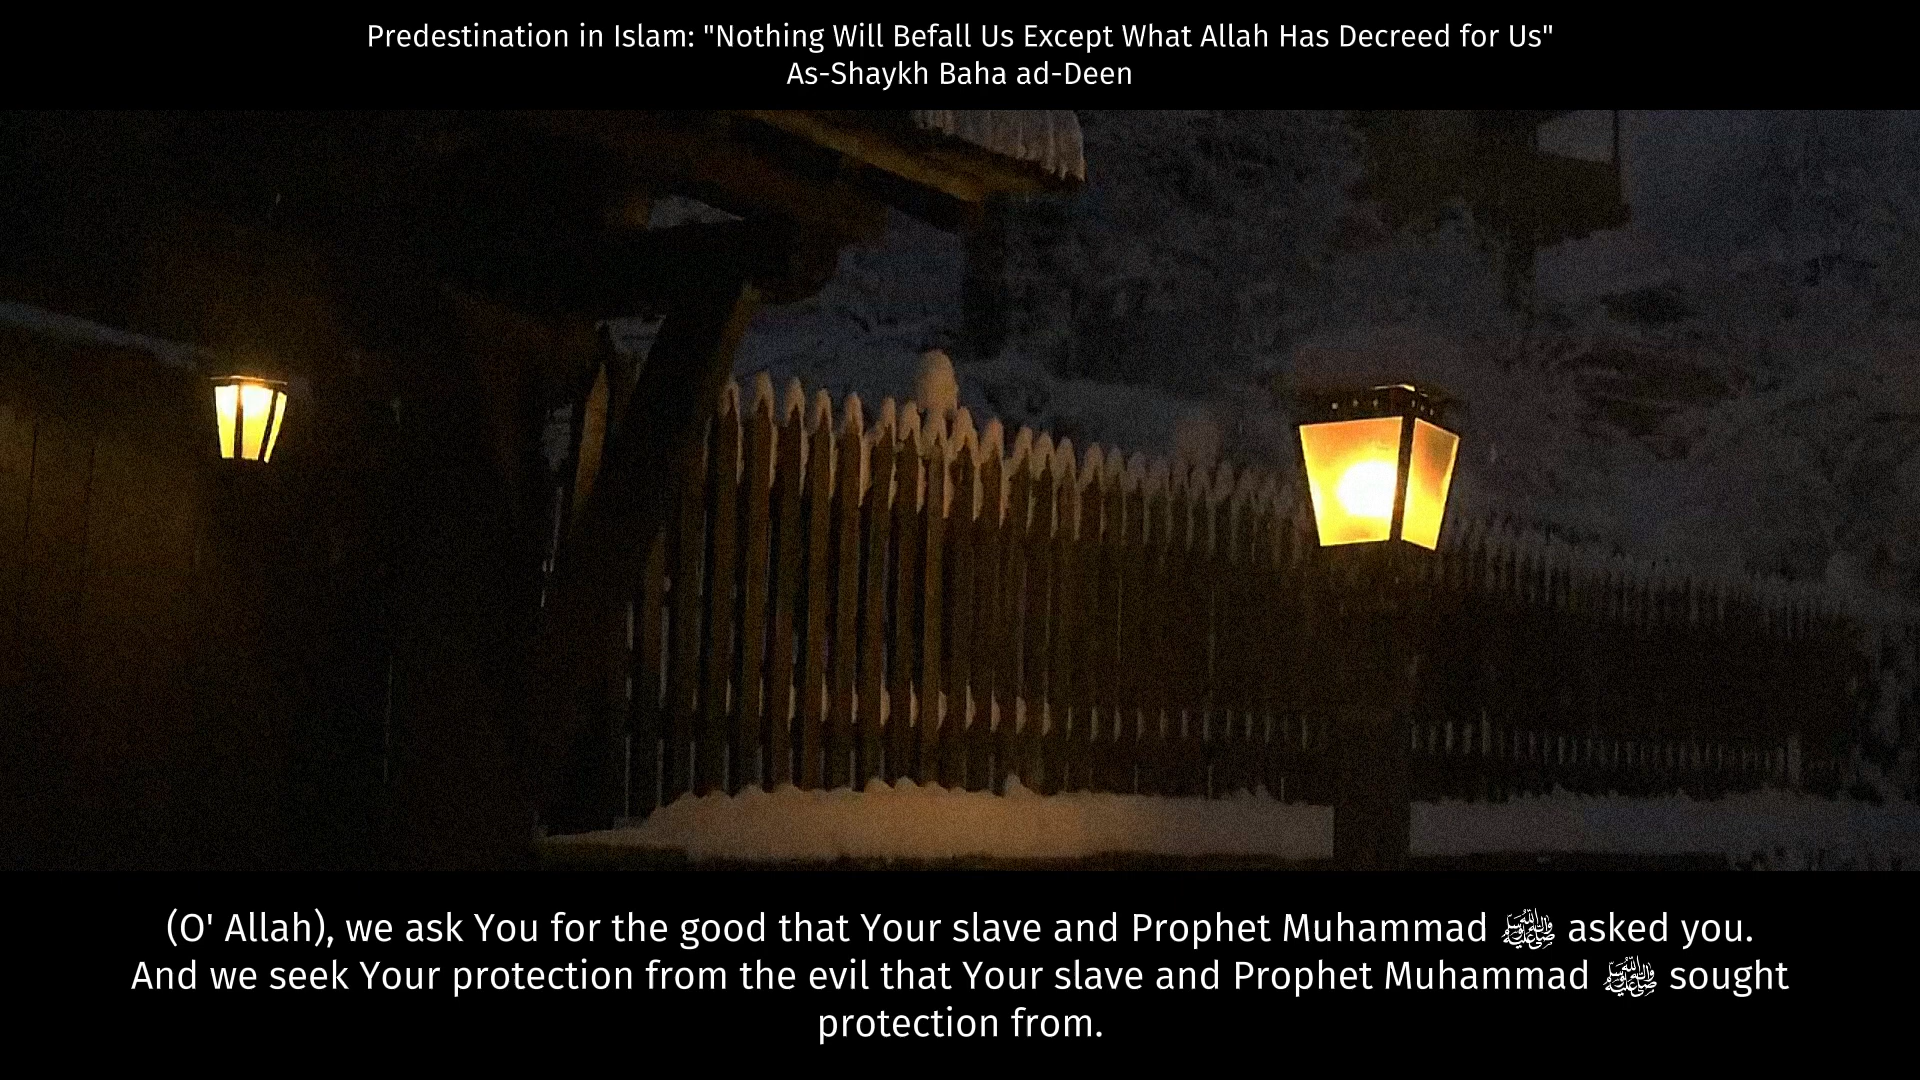 Predestination in Islam: "Nothing Will Befall Us Except What Allah Has Decreed for Us"
As-Shaykh Baha ad-Deen
(O' Allah), we ask You for the good that Your slave and Prophet Muhammad ﷺ asked you.
And we seek Your protection from the evil that Your slave and Prophet Muhammad ﷺ sought
protection from.